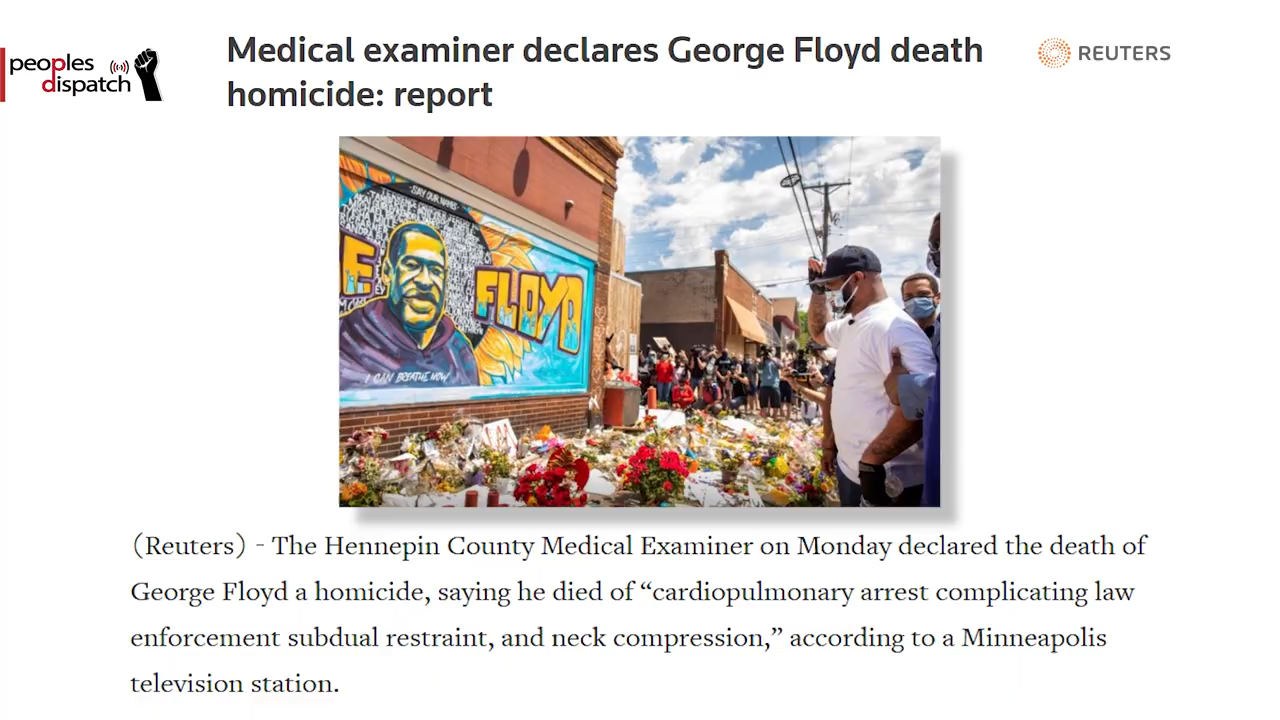 peoples
dispatch
Medical examiner declares George Floyd death
homicide: report
REUTERS
SAY OUR NAMES
E
FLOYD
I CAN BREATHE NOW
(Reuters) - The Hennepin County Medical Examiner on Monday declared the death of
George Floyd a homicide, saying he died of “cardiopulmonary arrest complicating law
enforcement subdual restraint, and neck compression,” according to a Minneapolis
television station.